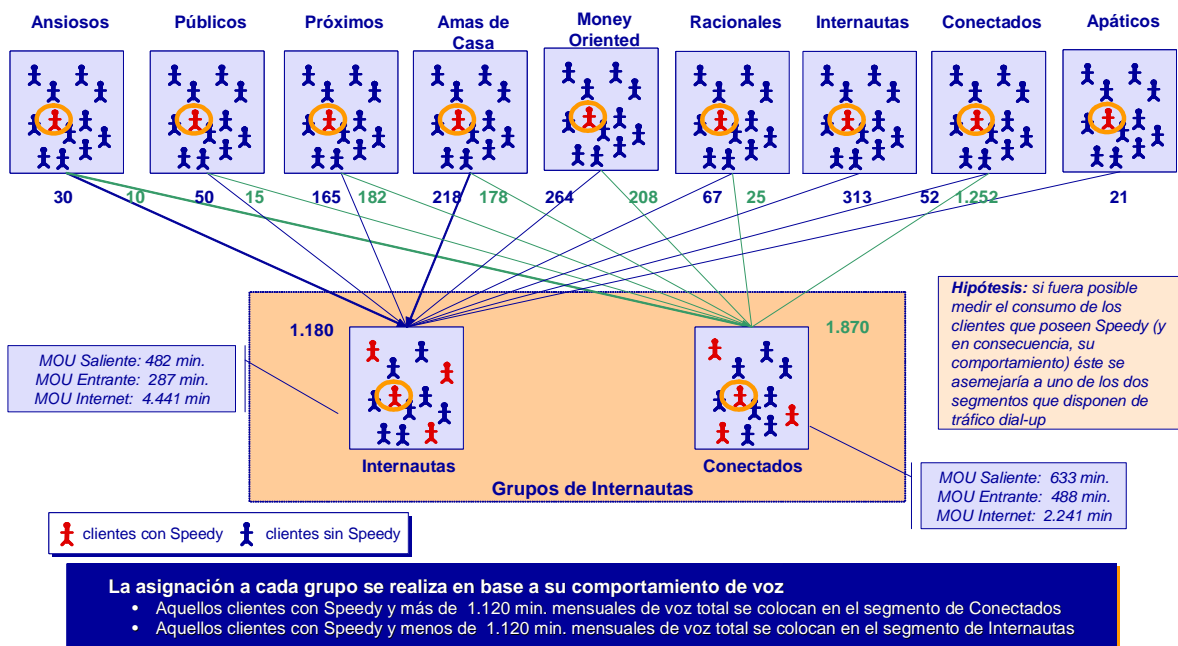 Ansiosos
Públicos
Próximos
Amas de
Casa
Money
Oriented
Racionales
Internautas
Conectados
Apáticos
30
10
50
15
165
182
218
178
264
208
67
25
313
52
1.252
21
1.180
1.870
Hipótesis: si fuera posible
medir el consumo de los
clientes que poseen Speedy (y
en consecuencia, su
comportamiento) éste se
asemejaría a uno de los dos
segmentos que disponen de
tráfico dial-up
MOU Saliente: 482 min.
MOU Entrante: 287 min.
MOU Internet: 4.441 min
Internautas
Conectados
Grupos de Internautas
MOU Saliente: 633 min.
MOU Entrante: 488 min.
MOU Internet: 2.241 min
clientes con Speedy
clientes sin Speedy
La asignación a cada grupo se realiza en base a su comportamiento de voz
• Aquellos clientes con Speedy y más de 1.120 min. mensuales de voz total se colocan en el segmento de Conectados
• Aquellos clientes con Speedy y menos de 1.120 min. mensuales de voz total se colocan en el segmento de Internautas